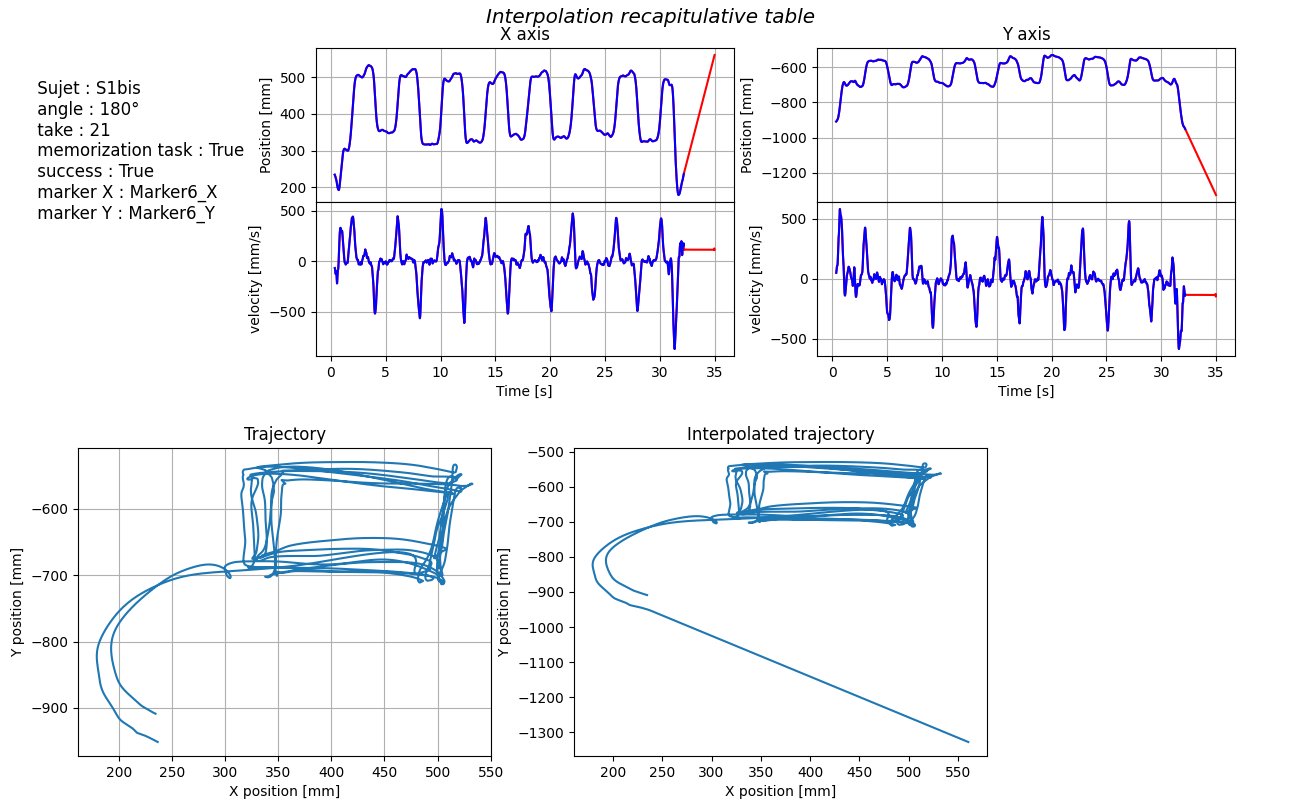 Interpolation recapitulative table
X axis
Y axis
Sujet : S1bis
angle : 180°
take : 21
memorization task : True
success : True
marker X : Marker6_X
marker Y : Marker6_Y
Position [mm]
500
400
300
200
velocity [mm/s]
500
0
−500
0 5 10 15 20 25 30 35
Time [s]
Position [mm]
−600
−800
−1000
−1200
velocity [mm/s]
500
0
−500
0 5 10 15 20 25 30 35
Time [s]
Trajectory
Y position [mm]
−600
−700
−800
−900
200 250 300 350 400 450 500 550
X position [mm]
Interpolated trajectory
Y position [mm]
−500
−600
−700
−800
−900
−1000
−1100
−1200
−1300
200 250 300 350 400 450 500 550
X position [mm]